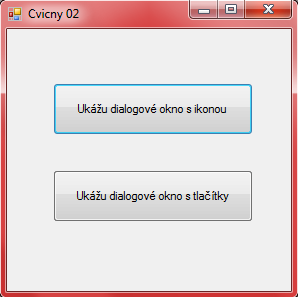 Cvicny 02
Ukážu dialogové okno s ikonou
Ukážu dialogové okno s tlačítky